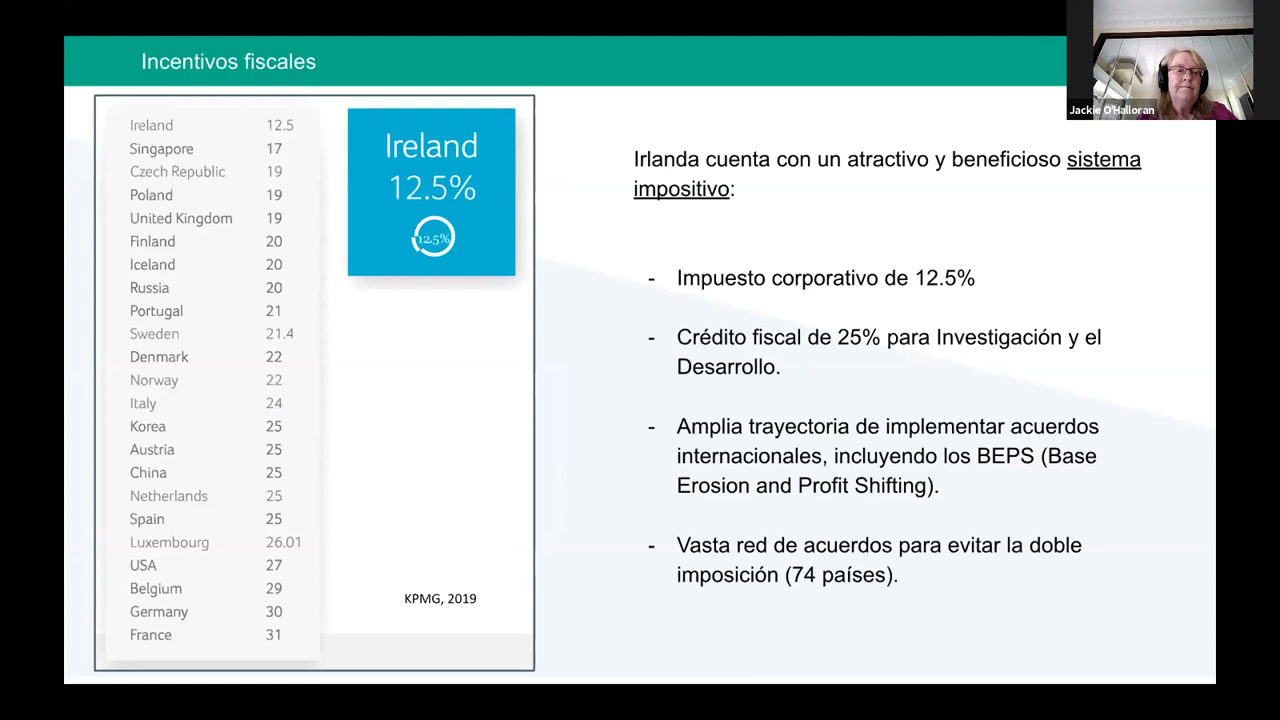 Incentivos fiscales
Jackie O'Halloran
Ireland 12.5
Singapore 17
Czech Republic 19
Poland 19
United Kingdom 19
Finland 20
Iceland 20
Russia 20
Portugal 21
Sweden 21.4
Denmark 22
Norway 22
Italy 24
Korea 25
Austria 25
China 25
Netherlands 25
Spain 25
Luxembourg 26.01
USA 27
Belgium 29
Germany 30
France 31
Ireland
12.5%
12.5%
KPMG, 2019
Irlanda cuenta con un atractivo y beneficioso sistema
impositivo:
- Impuesto corporativo de 12.5%
- Crédito fiscal de 25% para Investigación y el
Desarrollo.
- Amplia trayectoria de implementar acuerdos
internacionales, incluyendo los BEPS (Base
Erosion and Profit Shifting).
- Vasta red de acuerdos para evitar la doble
imposición (74 países).